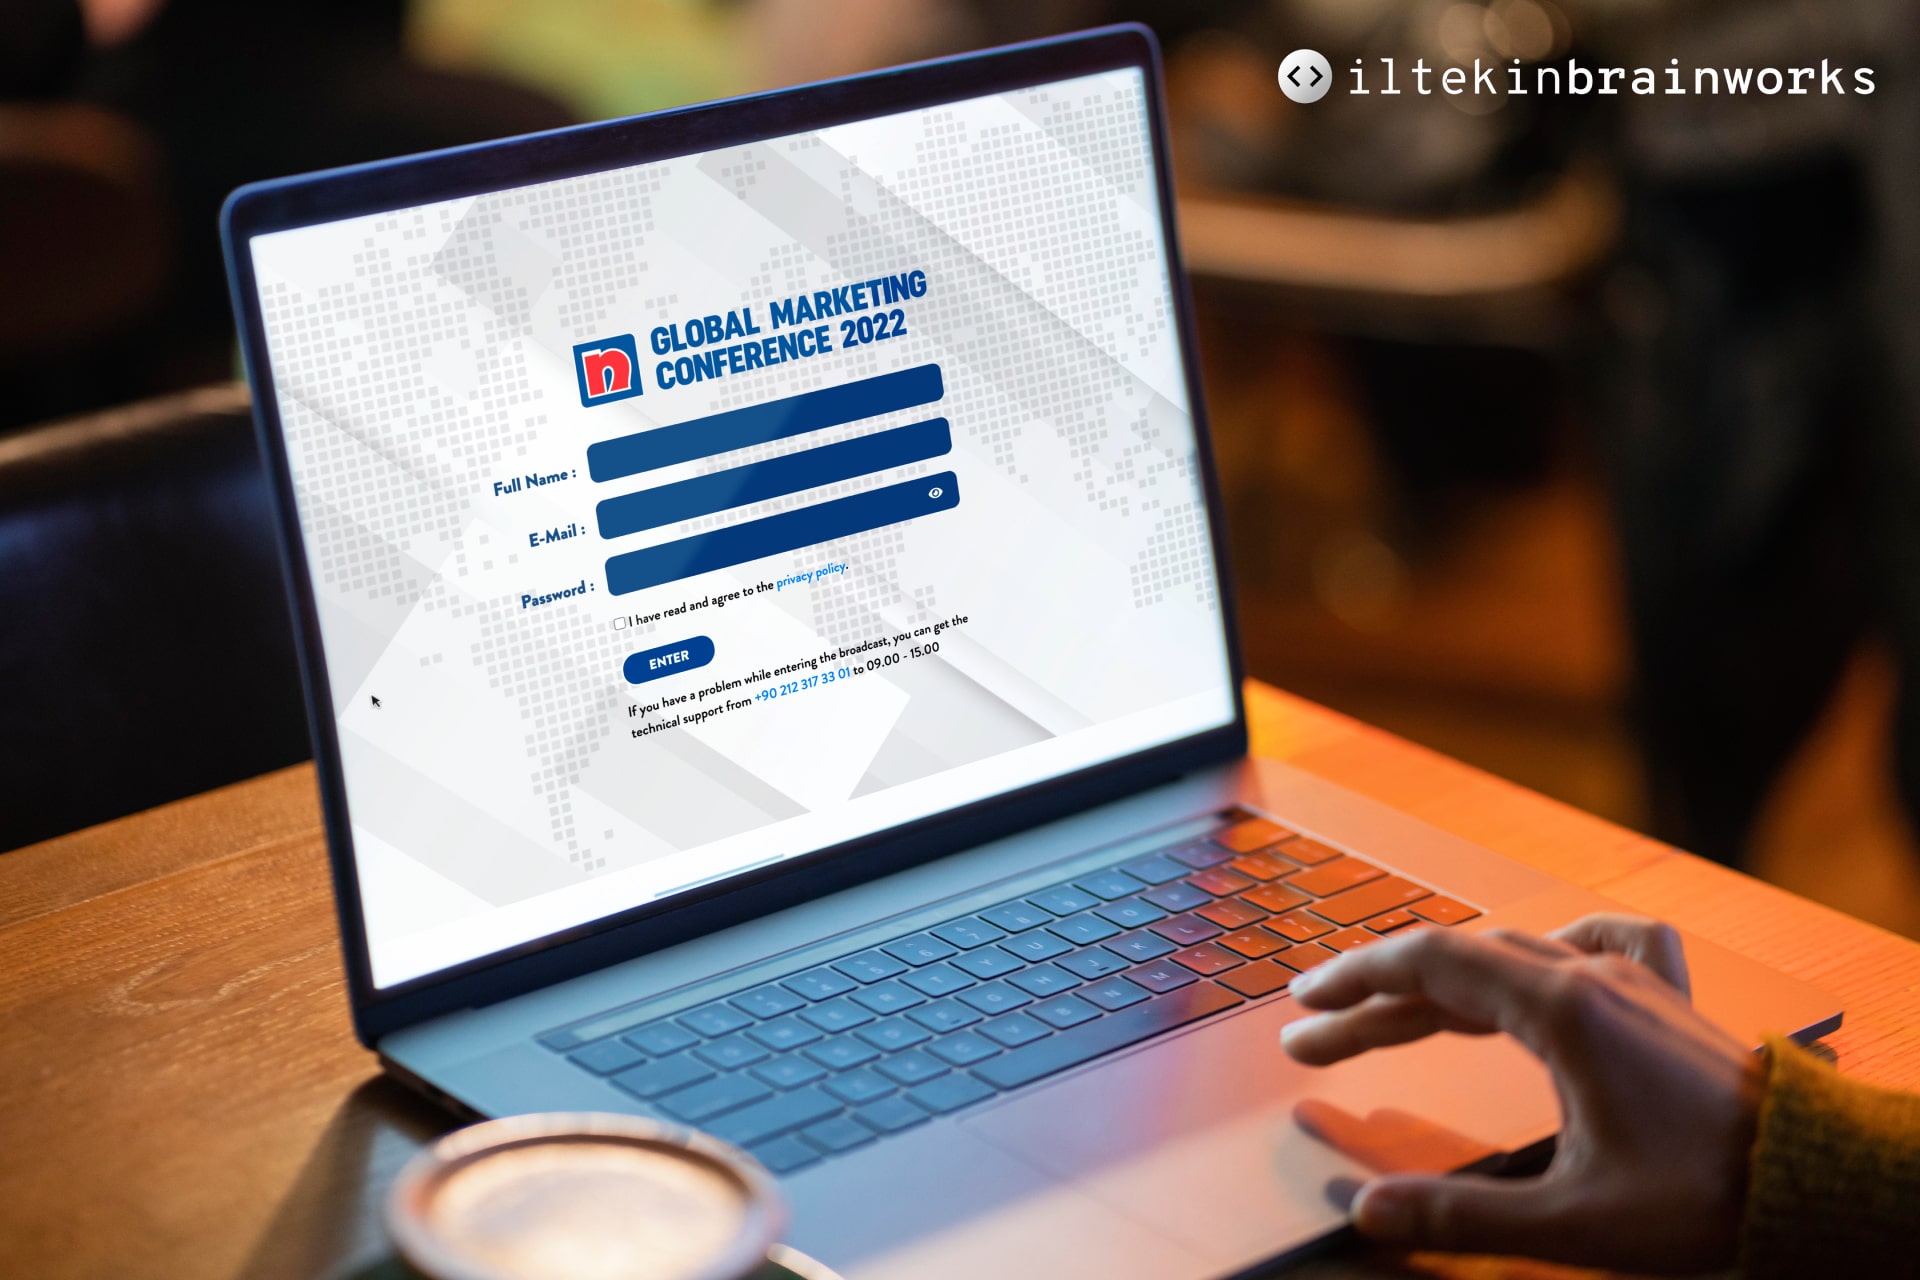 iltekinbrainworks
n GLOBAL MARKETING
CONFERENCE 2022
Full Name :
E-Mail :
Password :
I have read and agree to the privacy policy.
ENTER
If you have a problem while entering the broadcast, you can get the
technical support from +90 212 317 33 01 to 09.00 - 15.00